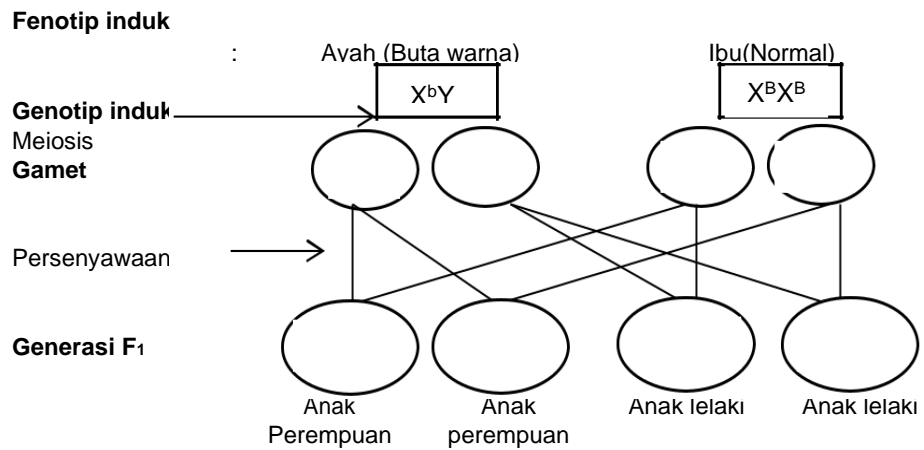 Fenotip induk
: Ayah (Buta warna) Ibu(Normal)
XᵇY XᴮXᴮ
Genotip induk
Meiosis
Gamet
Persenyawaan
Generasi F₁
Anak Anak Anak lelaki Anak lelaki
Perempuan perempuan